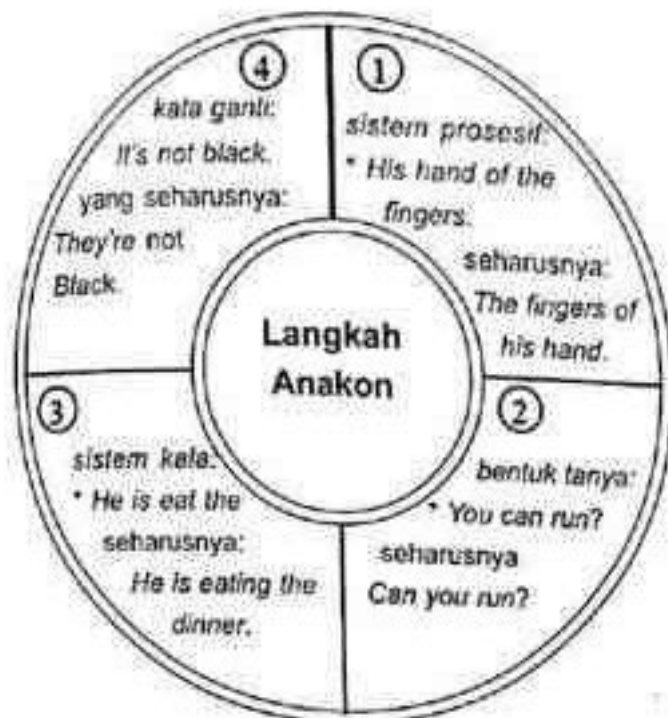 Langkah
Anakon
1
sistem prosesif:
* His hand of the
fingers.
seharusnya:
The fingers of
his hand.
2
bentuk tanya:
* You can run?
seharusnya
Can you run?
3
sistem kala:
* He is eat the
seharusnya:
He is eating the
dinner.
4
kata ganti:
It's not black.
yang seharusnya:
They're not
Black.